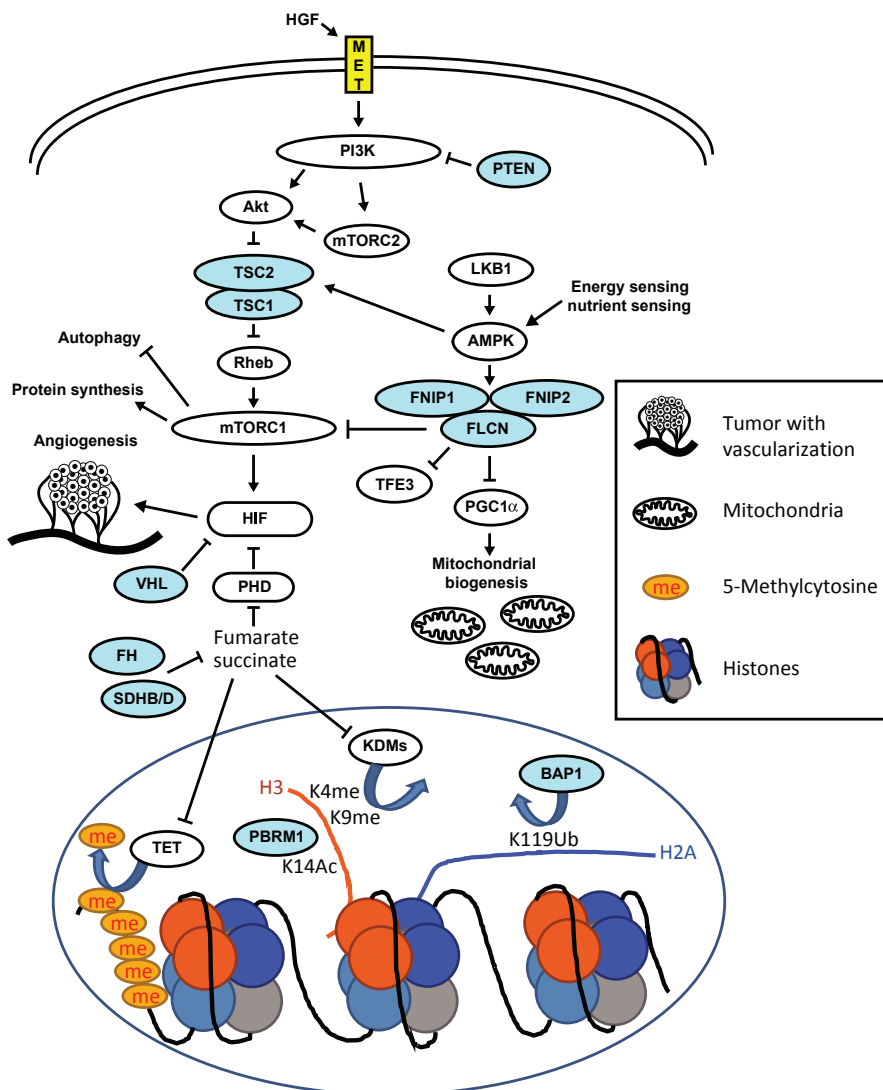 HGF
M
E
T
PI3K
PTEN
Akt
mTORC2
TSC2
LKB1
TSC1
Energy sensing
nutrient sensing
Autophagy
Rheb
AMPK
Protein synthesis
FNIP1
FNIP2
mTORC1
FLCN
Angiogenesis
TFE3
PGC1α
HIF
Mitochondrial
biogenesis
VHL
PHD
Fumarate
succinate
FH
SDHB/D
Tumor with
vascularization
Mitochondria
me
5-Methylcytosine
Histones
KDMs
BAP1
H3
K4me
K9me
PBRM1
K14Ac
K119Ub
H2A
me
TET
me
me
me
me
me